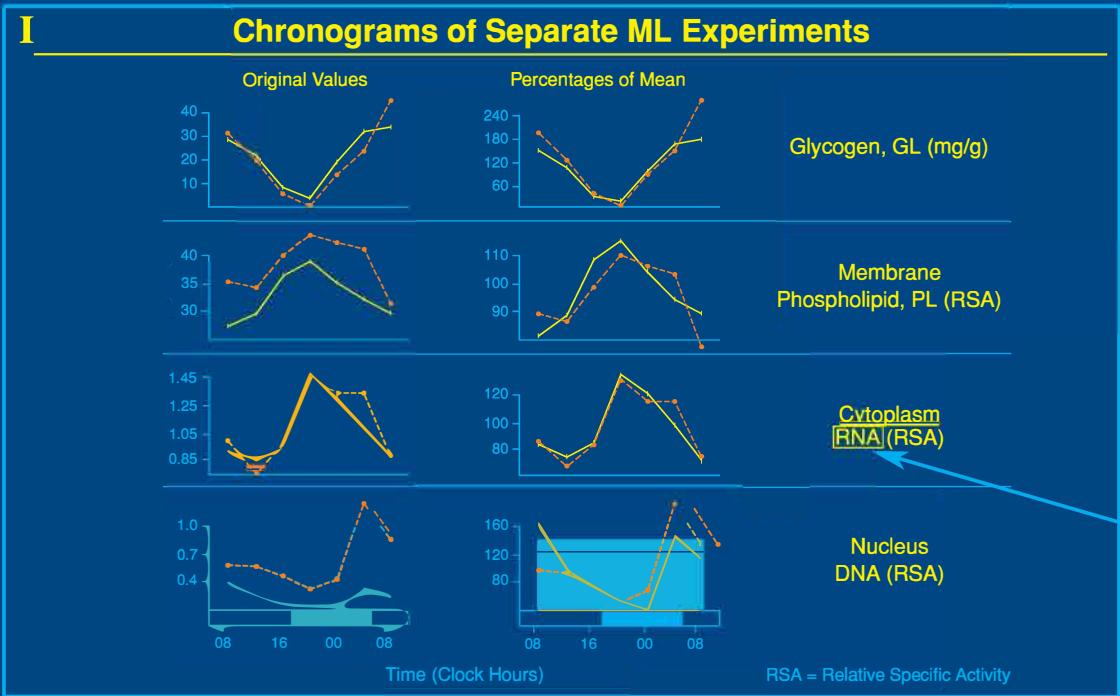 I
Chronograms of Separate ML Experiments
Original Values
Percentages of Mean
40
30
20
10
240
180
120
60
Glycogen, GL (mg/g)
40
35
30
110
100
90
Membrane
Phospholipid, PL (RSA)
1.45
1.25
1.05
0.85
120
100
80
Cytoplasm
RNA (RSA)
1.0
0.7
0.4
160
120
80
Nucleus
DNA (RSA)
08 16 00 08
08 16 00 08
Time (Clock Hours)
RSA = Relative Specific Activity